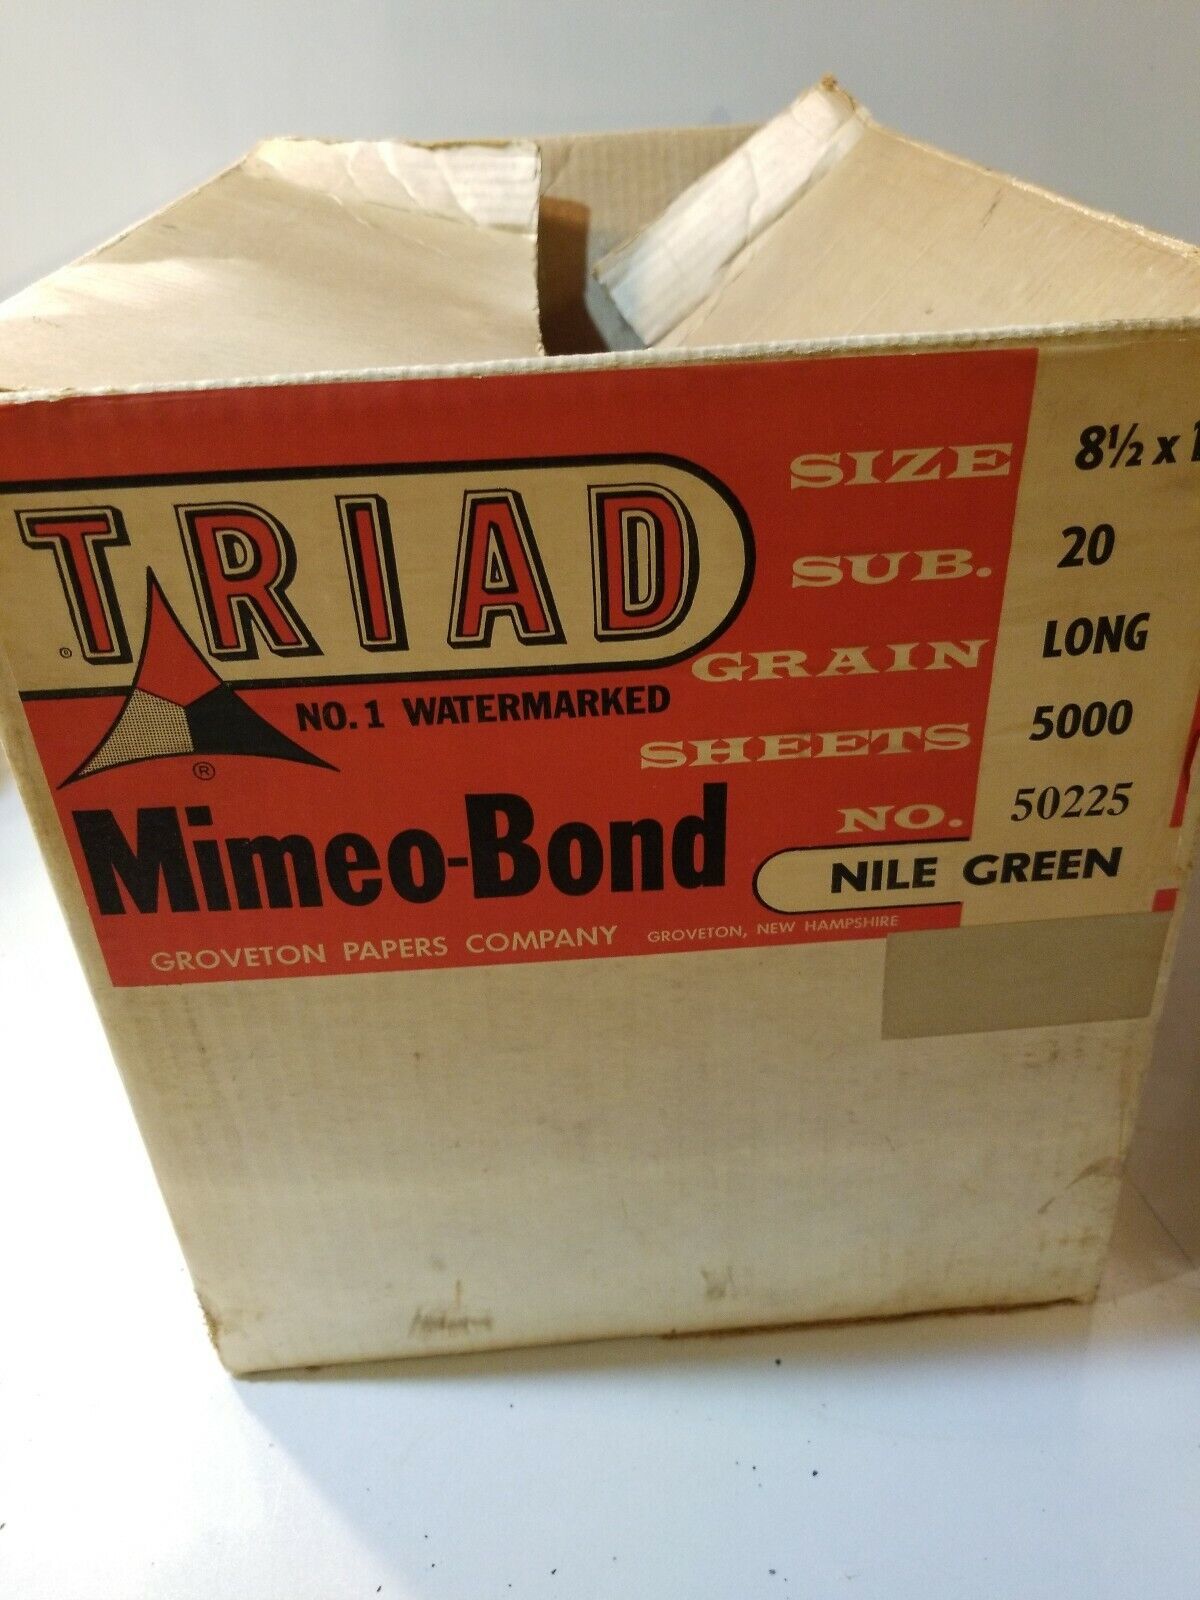 TRIAD
®
NO. 1 WATERMARKED
®
Mimeo-Bond
GROVETON PAPERS COMPANY GROVETON, NEW HAMPSHIRE
SIZE 8½ x 1
SUB. 20
GRAIN LONG
SHEETS 5000
NO. 50225
NILE GREEN